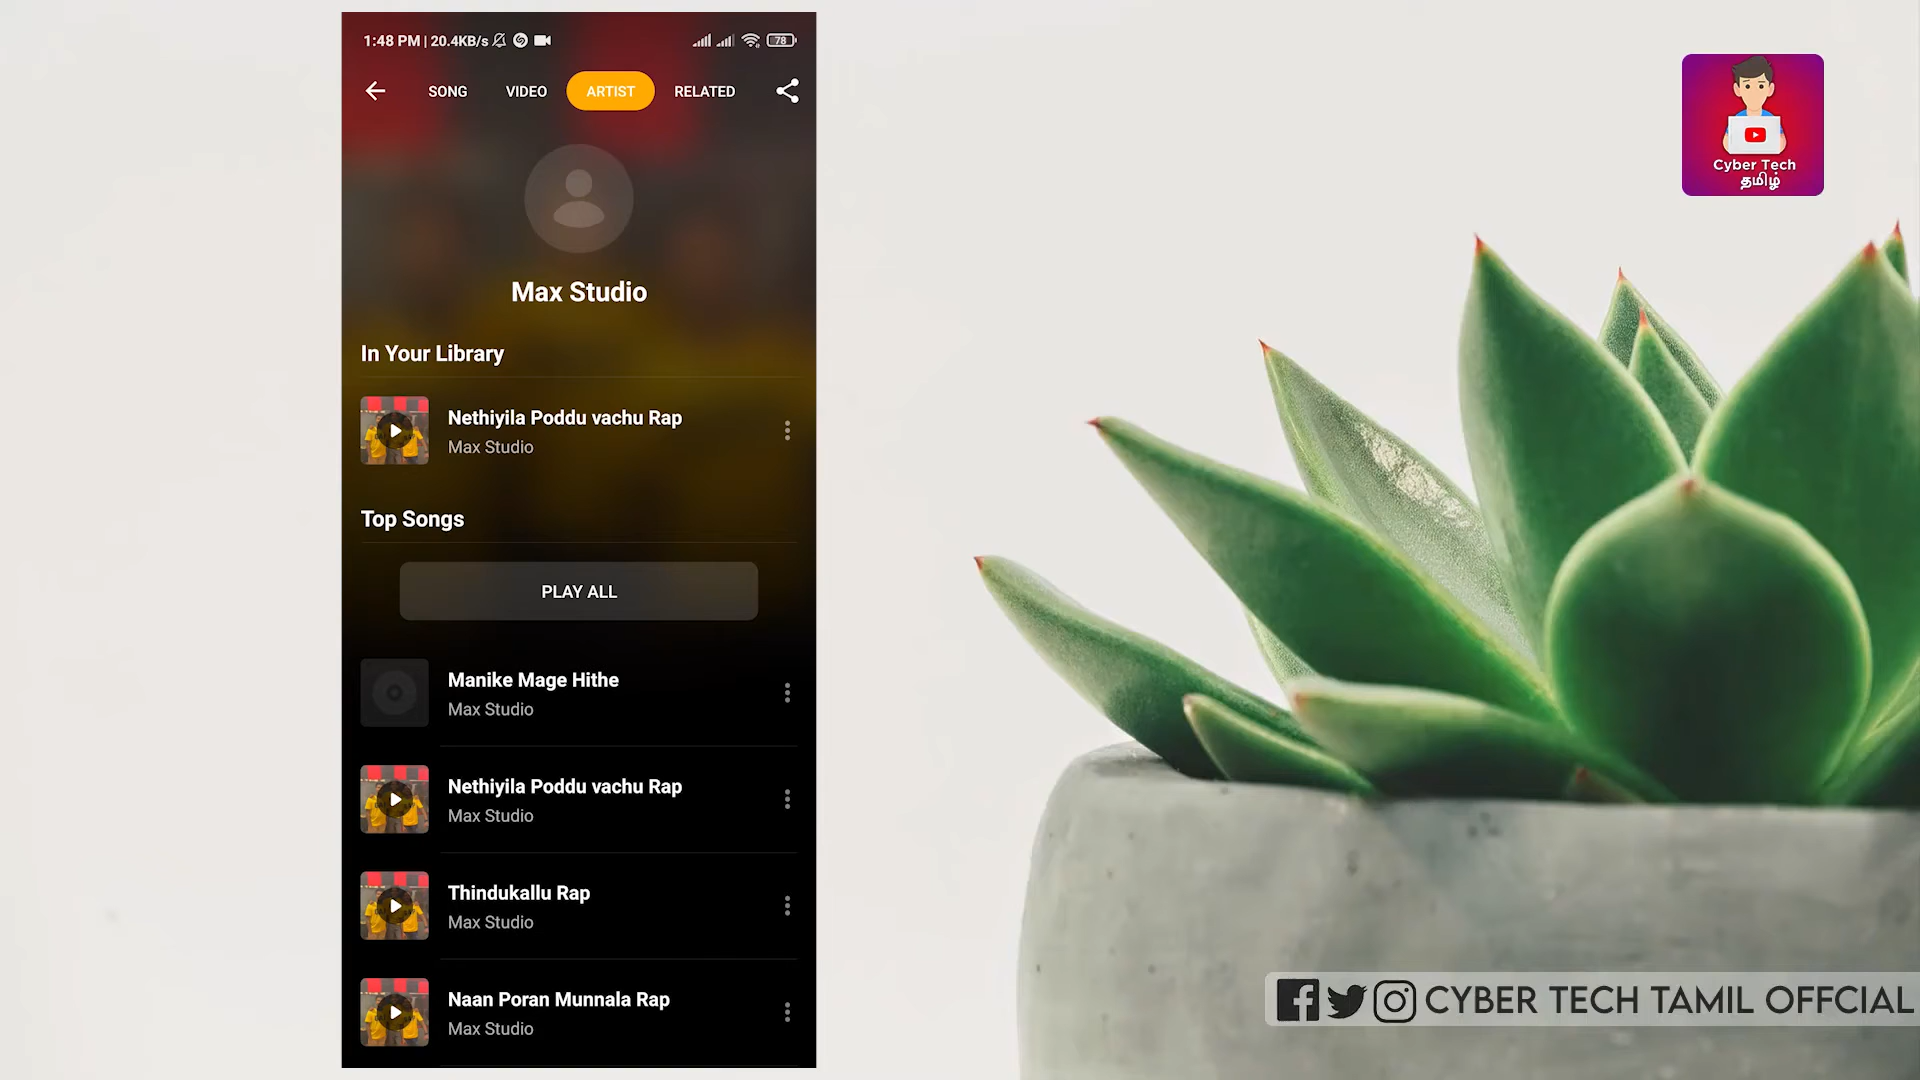 1:48 PM | 20.4KB/s
78
SONG VIDEO ARTIST RELATED
Max Studio
In Your Library
Nethiyila Poddu vachu Rap
Max Studio
Top Songs
PLAY ALL
Manike Mage Hithe
Max Studio
Nethiyila Poddu vachu Rap
Max Studio
Thindukallu Rap
Max Studio
Naan Poran Munnala Rap
Max Studio
Cyber Tech
தமிழ்
CYBER TECH TAMIL OFFCIAL